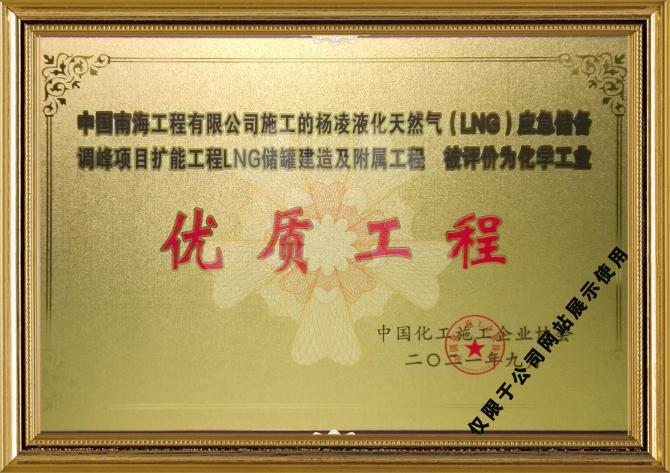 中国南海工程有限公司施工的杨凌液化天然气（LNG）应急储备
调峰项目扩能工程LNG储罐建造及附属工程 被评价为化学工业
优质工程
中国化工施工企业协会
二〇二一年九
仅限于公司网站展示使用